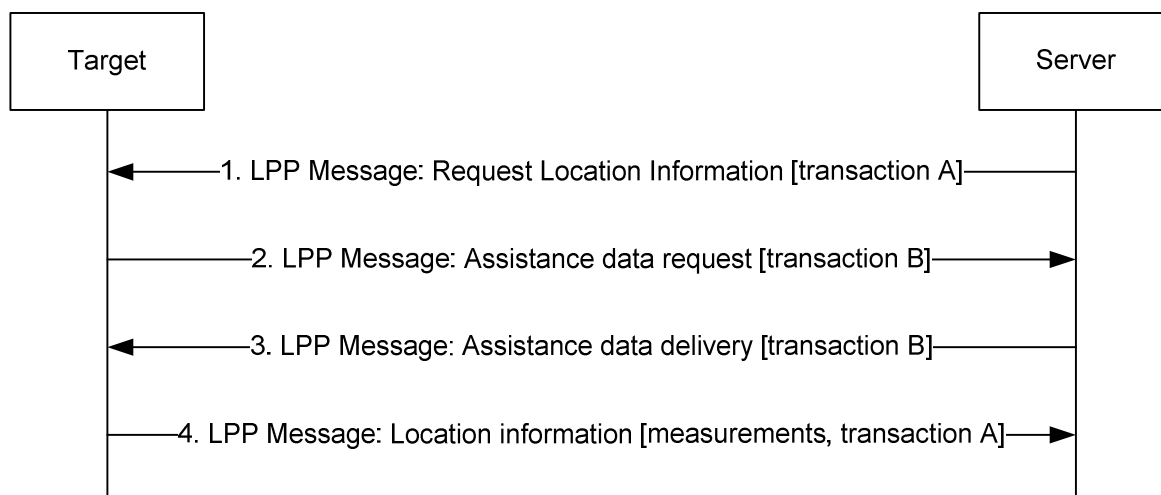 Target
Server
1. LPP Message: Request Location Information [transaction A]
2. LPP Message: Assistance data request [transaction B]
3. LPP Message: Assistance data delivery [transaction B]
4. LPP Message: Location information [measurements, transaction A]